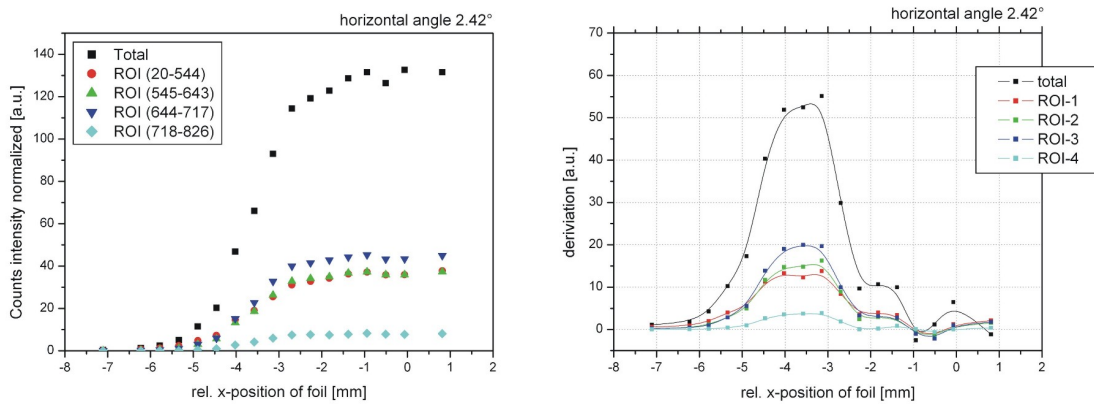 horizontal angle 2.42°
Total
ROI (20-544)
ROI (545-643)
ROI (644-717)
ROI (718-826)
Counts intensity normalized [a.u.]
150
140
120
100
80
60
40
20
0
-8 -7 -6 -5 -4 -3 -2 -1 0 1 2
rel. x-position of foil [mm]
horizontal angle 2.42°
total
ROI-1
ROI-2
ROI-3
ROI-4
deriviation [a.u.]
70
60
50
40
30
20
10
0
-8 -7 -6 -5 -4 -3 -2 -1 0 1 2
rel. x-position of foil [mm]